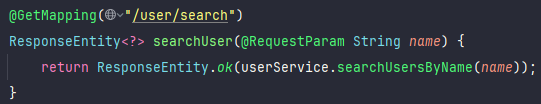 @GetMapping("/user/search")
ResponseEntity<?> searchUser(@RequestParam String name) {
    return ResponseEntity.ok(userService.searchUsersByName(name));
}